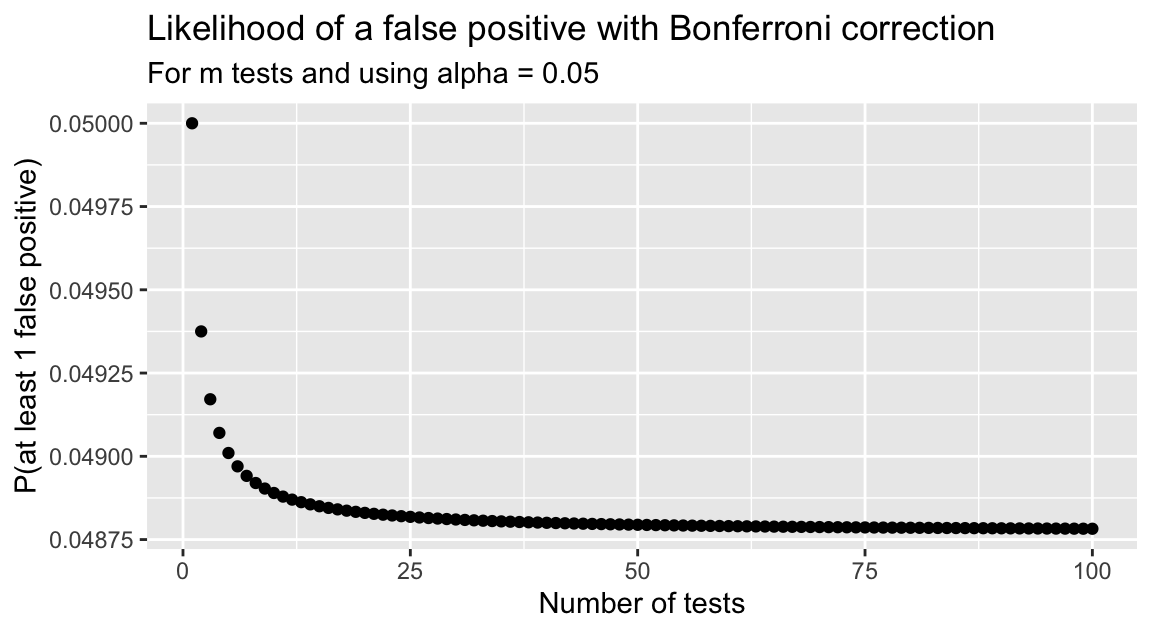 Likelihood of a false positive with Bonferroni correction
For m tests and using alpha = 0.05
P(at least 1 false positive)
0.05000
0.04975
0.04950
0.04925
0.04900
0.04875
0 25 50 75 100
Number of tests